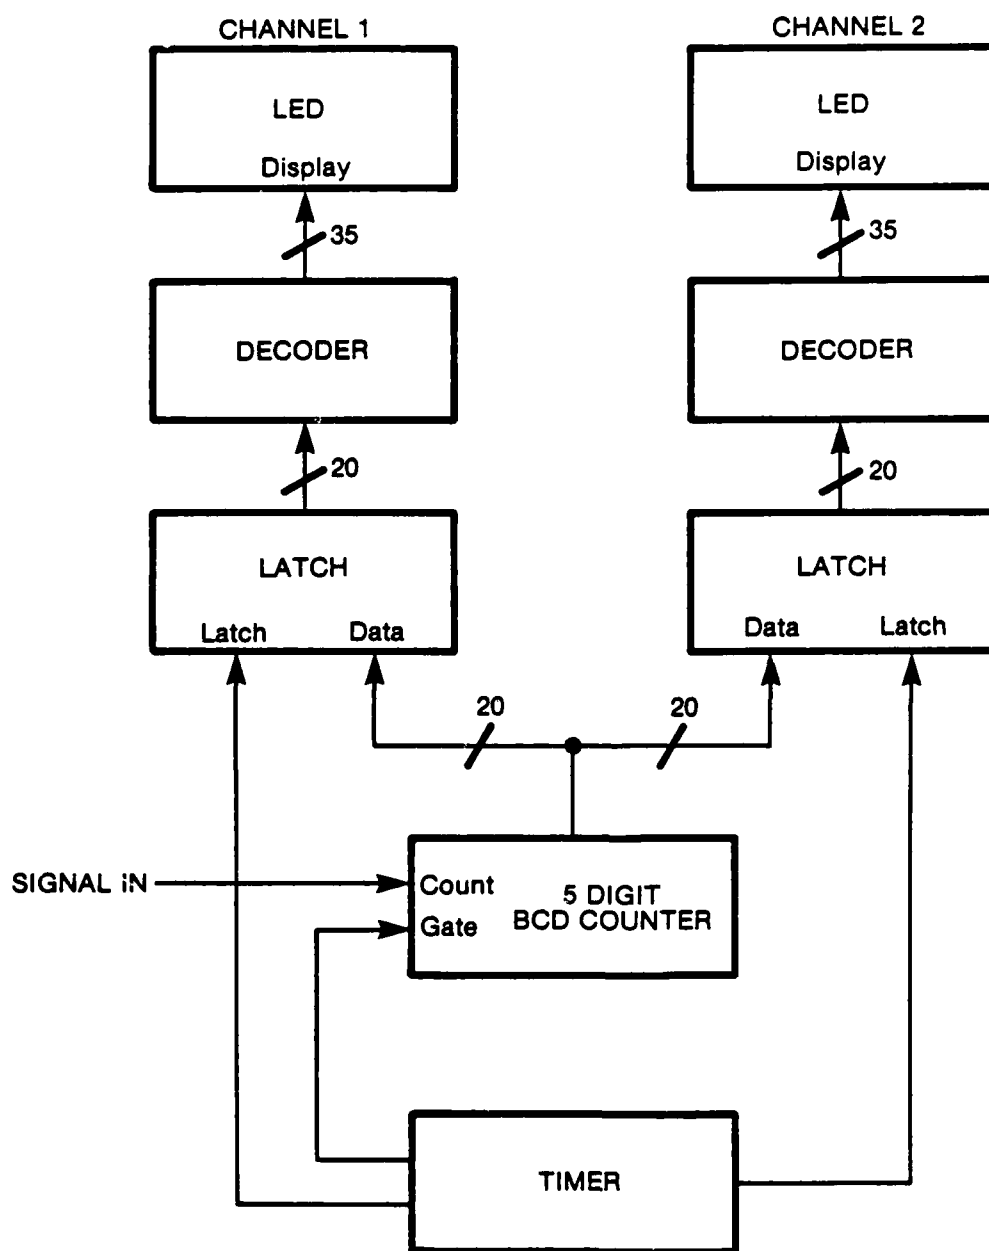 CHANNEL 1
CHANNEL 2
LED
Display
LED
Display
35
35
DECODER
DECODER
20
20
LATCH
Latch Data
LATCH
Data Latch
20
20
SIGNAL iN
Count
Gate
5 DIGIT
BCD COUNTER
TIMER